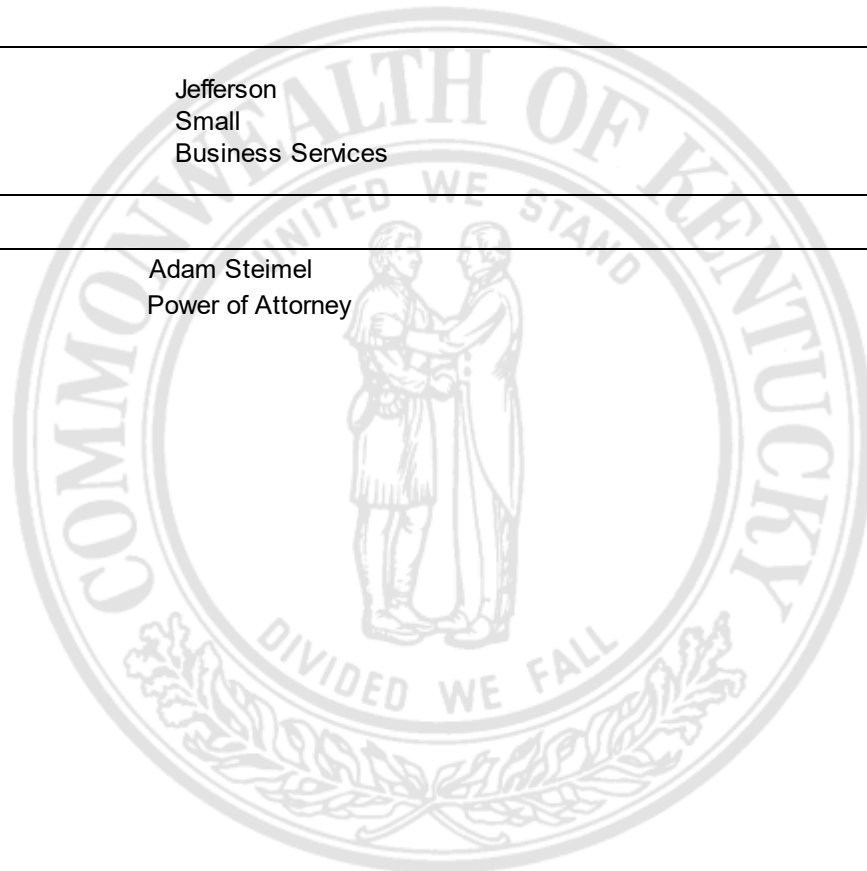 Jefferson
Small
Business Services
Adam Steimel
Power of Attorney
COMMONWEALTH OF KENTUCKY
UNITED WE STAND
DIVIDED WE FALL